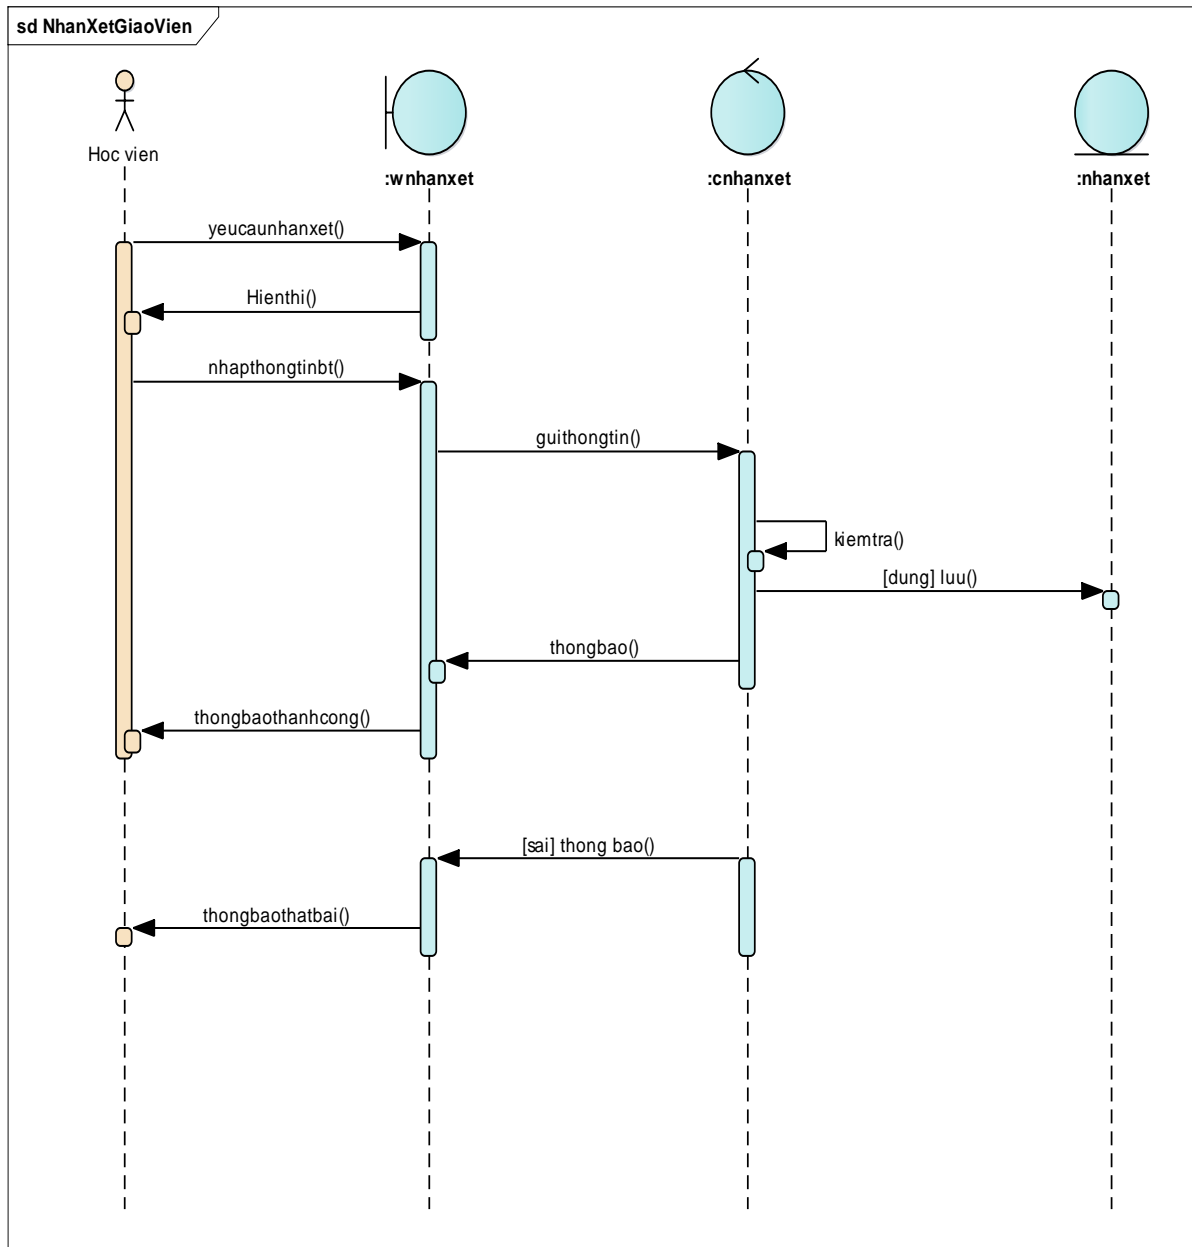 sd NhanXetGiaoVien
Hoc vien
:wnhanxet
:cnhanxet
:nhanxet
yeucaunhanxet()
Hienthi()
nhapthongtinbt()
guithongtin()
kiemtra()
[dung] luu()
thongbao()
thongbaothanhcong()
[sai] thong bao()
thongbaothatbai()